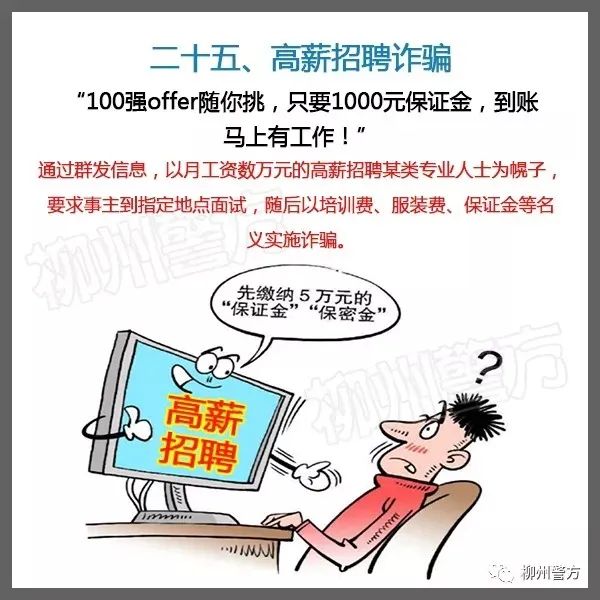 二十五、高薪招聘诈骗
“100强offer随你挑，只要1000元保证金，到账
马上有工作！”
通过群发信息，以月工资数万元的高薪招聘某类专业人士为幌子，
要求事主到指定地点面试，随后以培训费、服装费、保证金等名
义实施诈骗。
柳州警方
先缴纳5万元的
“保证金”“保密金”
柳州警方
?
高薪
招聘
柳州警方